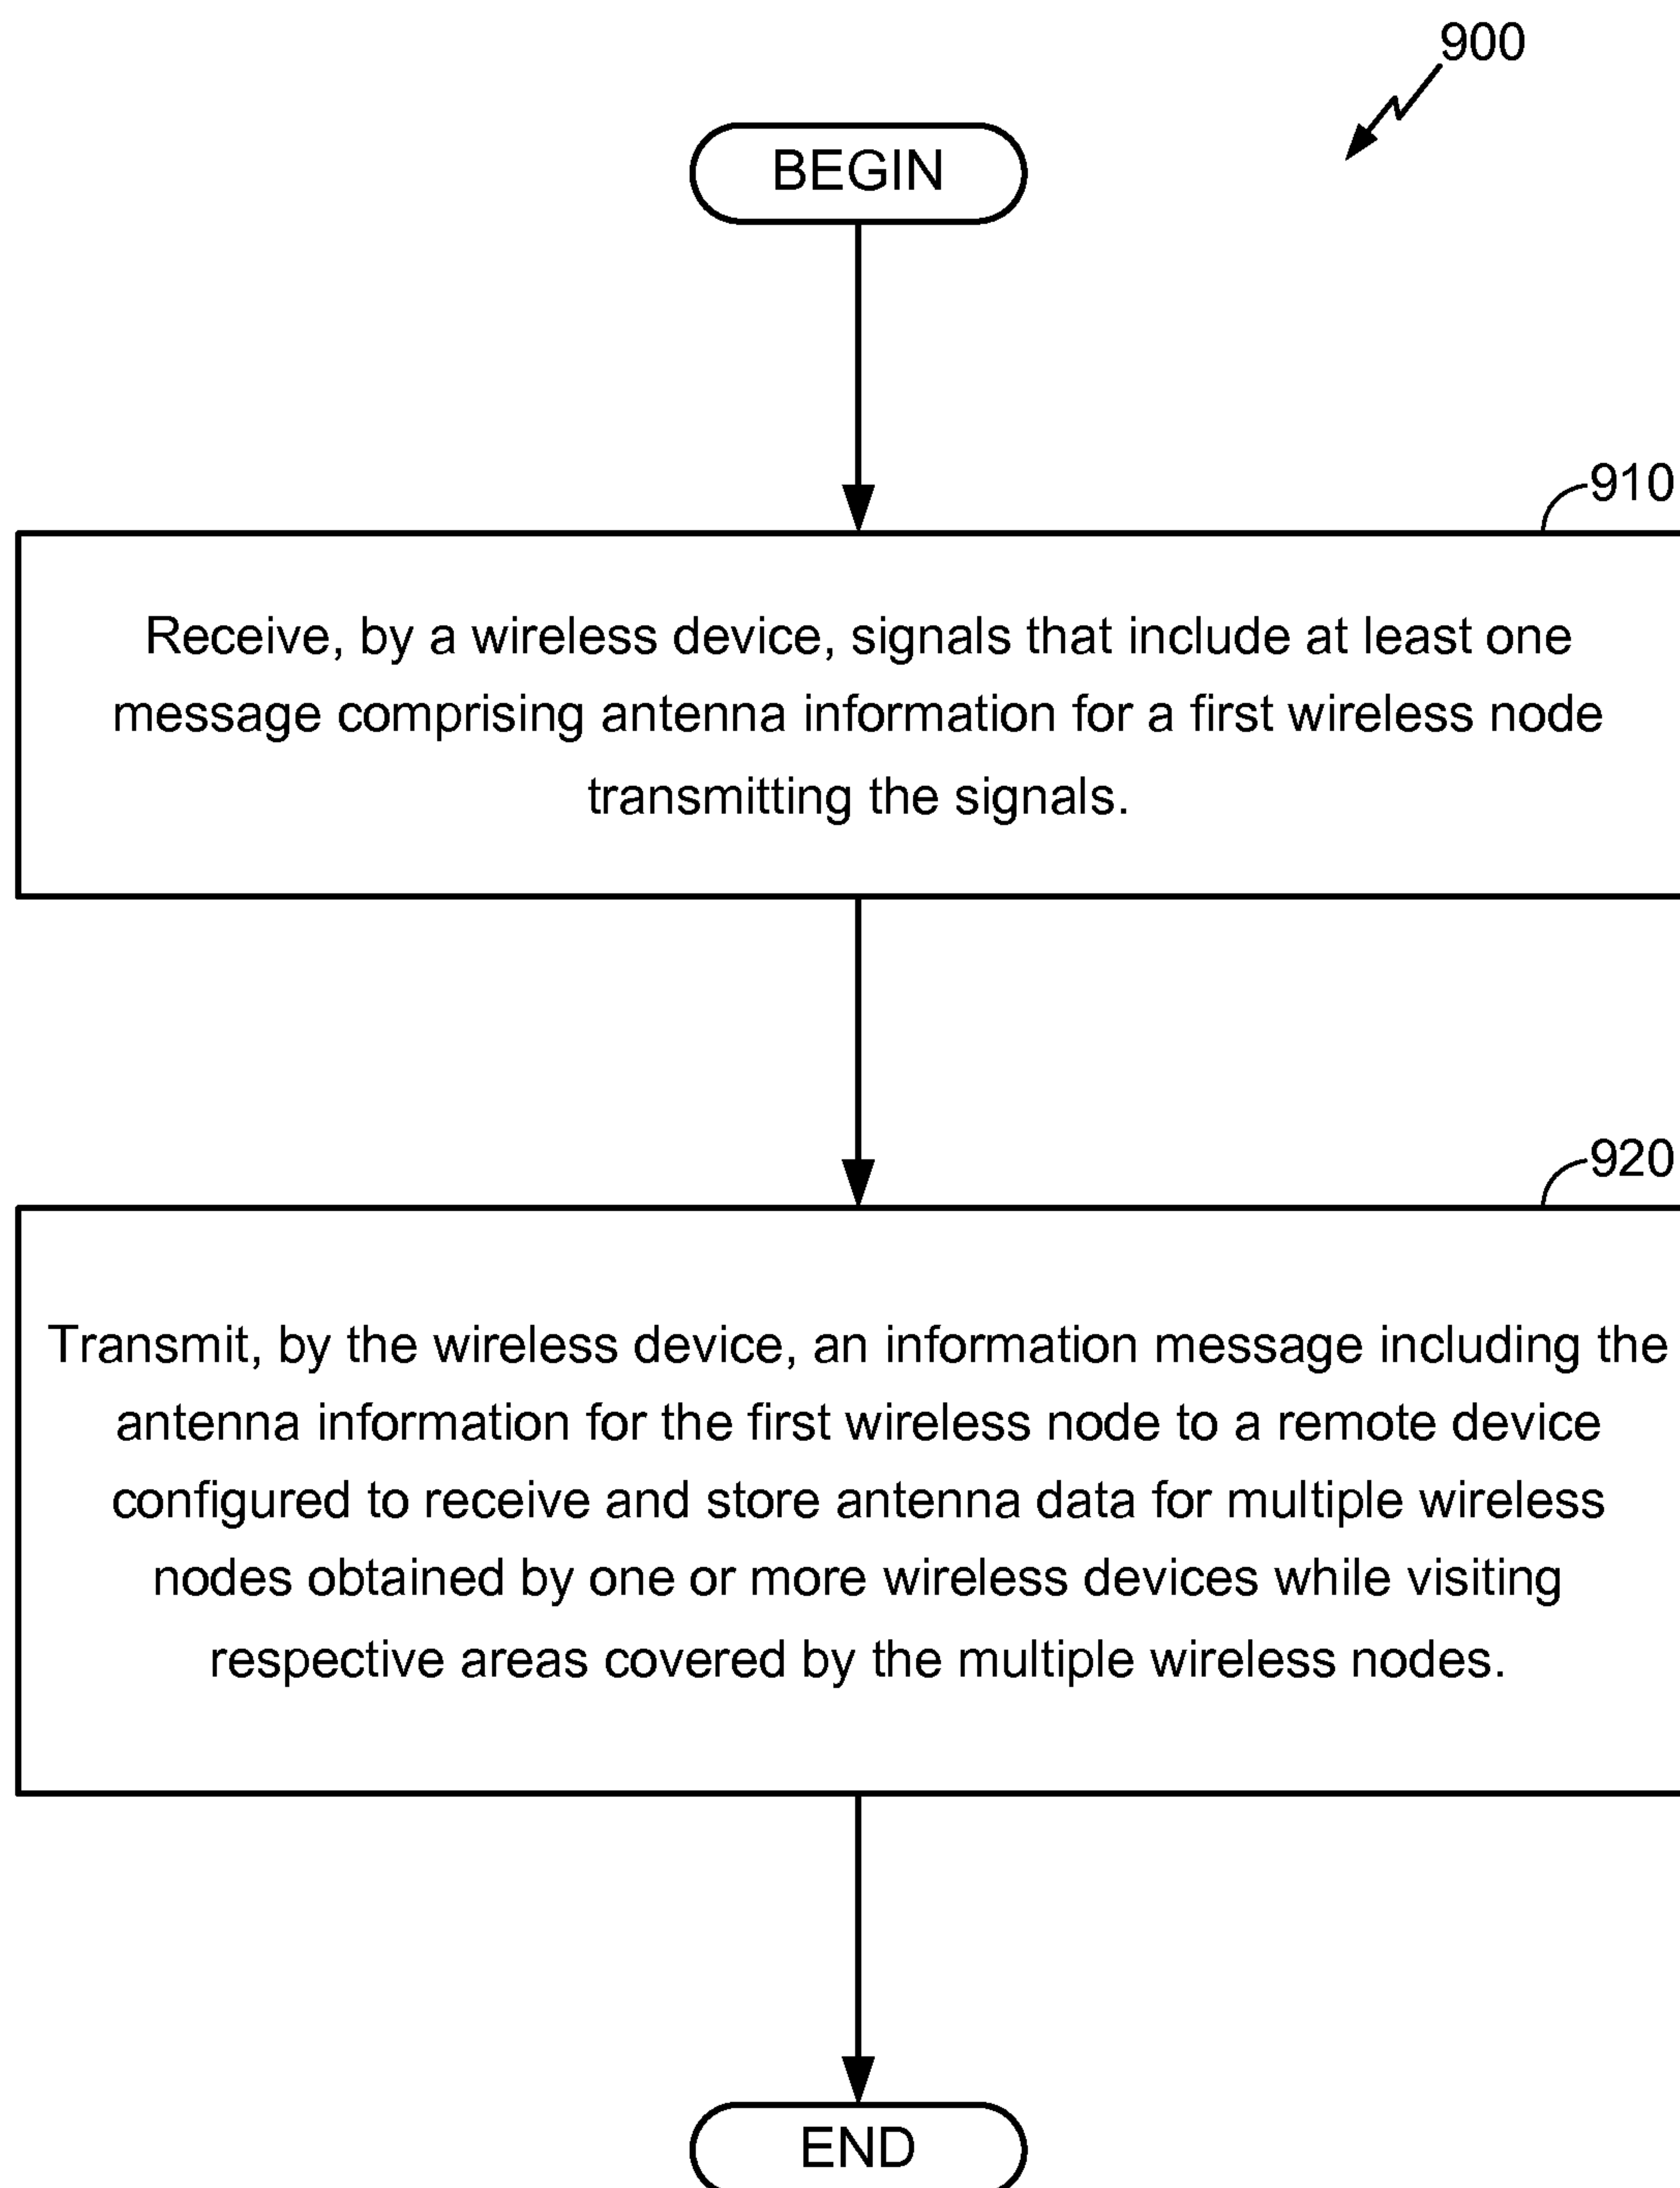 900
BEGIN
910
Receive, by a wireless device, signals that include at least one
message comprising antenna information for a first wireless node
transmitting the signals.
920
Transmit, by the wireless device, an information message including the
antenna information for the first wireless node to a remote device
configured to receive and store antenna data for multiple wireless
nodes obtained by one or more wireless devices while visiting
respective areas covered by the multiple wireless nodes.
END